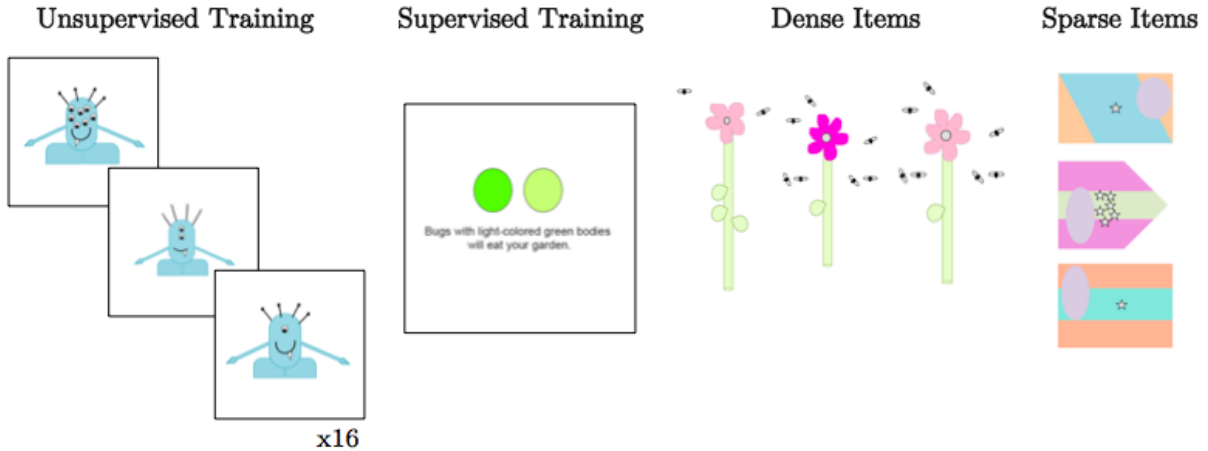 Unsupervised Training
Supervised Training
Dense Items
Sparse Items
Bugs with light-colored green bodies
will eat your garden.
x16